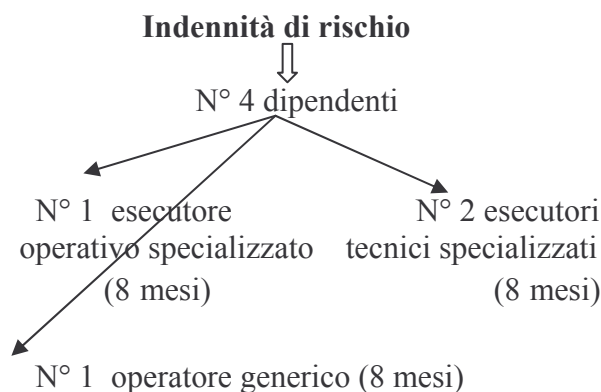 Indennità di rischio
N° 4 dipendenti
N° 1 esecutore
operativo specializzato
(8 mesi)
N° 2 esecutori
tecnici specializzati
(8 mesi)
N° 1 operatore generico (8 mesi)